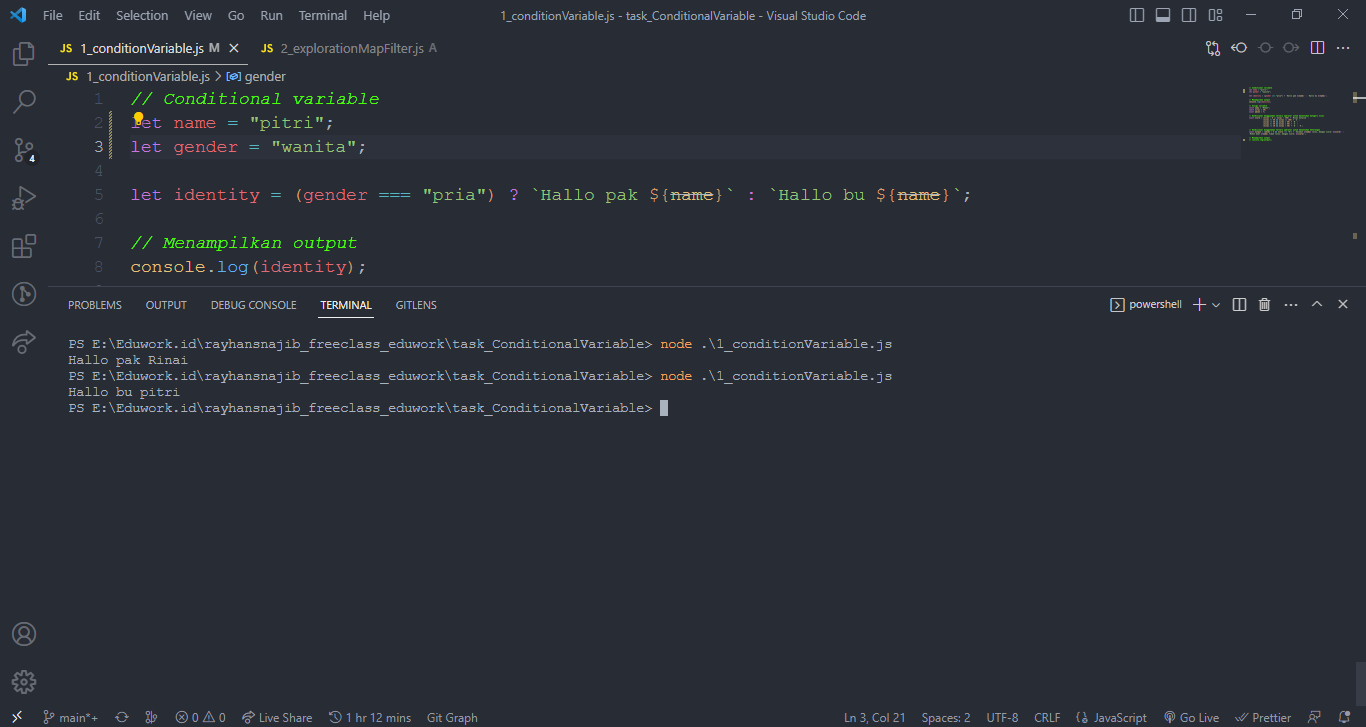 File Edit Selection View Go Run Terminal Help 1_conditionVariable.js - task_ConditionalVariable - Visual Studio Code
JS 1_conditionVariable.js M JS 2_explorationMapFilter.js A
JS 1_conditionVariable.js > gender
1 // Conditional variable
2 let name = "pitri";
3 let gender = "wanita";
4
5 let identity = (gender === "pria") ? `Hallo pak ${name}` : `Hallo bu ${name}`;
6
7 // Menampilkan output
8 console.log(identity);
4
PROBLEMS OUTPUT DEBUG CONSOLE TERMINAL GITLENS powershell
PS E:\Eduwork.id\rayhansnajib_freeclass_eduwork\task_ConditionalVariable> node .\1_conditionVariable.js
Hallo pak Rinai
PS E:\Eduwork.id\rayhansnajib_freeclass_eduwork\task_ConditionalVariable> node .\1_conditionVariable.js
Hallo bu pitri
PS E:\Eduwork.id\rayhansnajib_freeclass_eduwork\task_ConditionalVariable>
main*+ 0 0 Live Share 1 hr 12 mins Git Graph Ln 3, Col 21 Spaces: 2 UTF-8 CRLF {} JavaScript Go Live Prettier